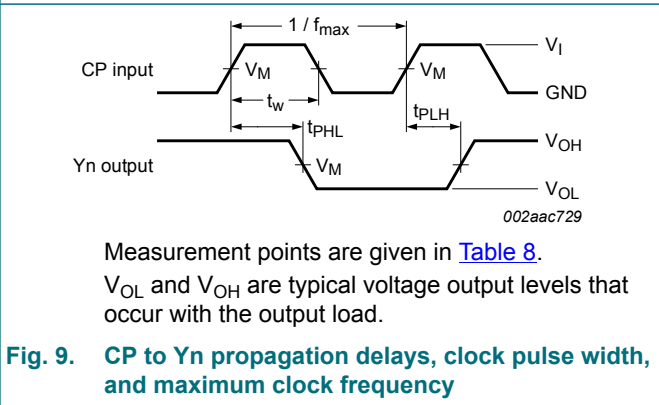 1 / fmax
VI
CP input
VM
VM
GND
tW
tPHL
tPLH
VOH
Yn output
VM
VOL
002aac729
Measurement points are given in Table 8.
VOL and VOH are typical voltage output levels that
occur with the output load.
Fig. 9. CP to Yn propagation delays, clock pulse width,
and maximum clock frequency